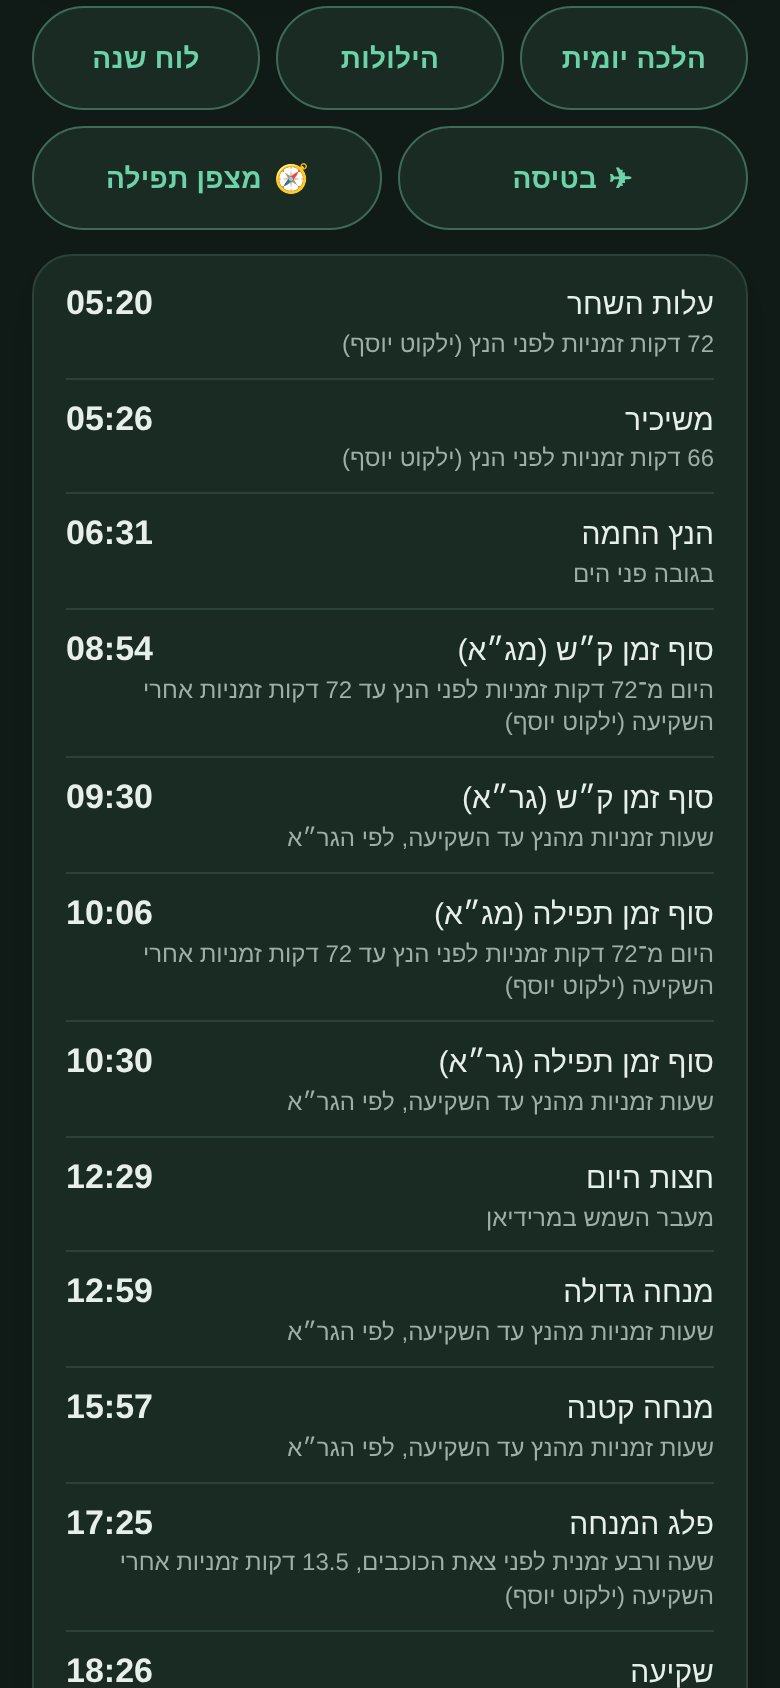 הלכה יומית
הילולות
לוח שנה
✈ בטיסה
🧭 מצפן תפילה
עלות השחר 05:20
72 דקות זמניות לפני הנץ (ילקוט יוסף)
משיכיר 05:26
66 דקות זמניות לפני הנץ (ילקוט יוסף)
הנץ החמה 06:31
בגובה פני הים
סוף זמן ק״ש (מג״א) 08:54
היום מ־72 דקות זמניות לפני הנץ עד 72 דקות זמניות אחרי
השקיעה (ילקוט יוסף)
סוף זמן ק״ש (גר״א) 09:30
שעות זמניות מהנץ עד השקיעה, לפי הגר״א
סוף זמן תפילה (מג״א) 10:06
היום מ־72 דקות זמניות לפני הנץ עד 72 דקות זמניות אחרי
השקיעה (ילקוט יוסף)
סוף זמן תפילה (גר״א) 10:30
שעות זמניות מהנץ עד השקיעה, לפי הגר״א
חצות היום 12:29
מעבר השמש במרידיאן
מנחה גדולה 12:59
שעות זמניות מהנץ עד השקיעה, לפי הגר״א
מנחה קטנה 15:57
שעות זמניות מהנץ עד השקיעה, לפי הגר״א
פלג המנחה 17:25
שעה ורבע זמנית לפני צאת הכוכבים, 13.5 דקות זמניות אחרי
השקיעה (ילקוט יוסף)
שקיעה 18:26